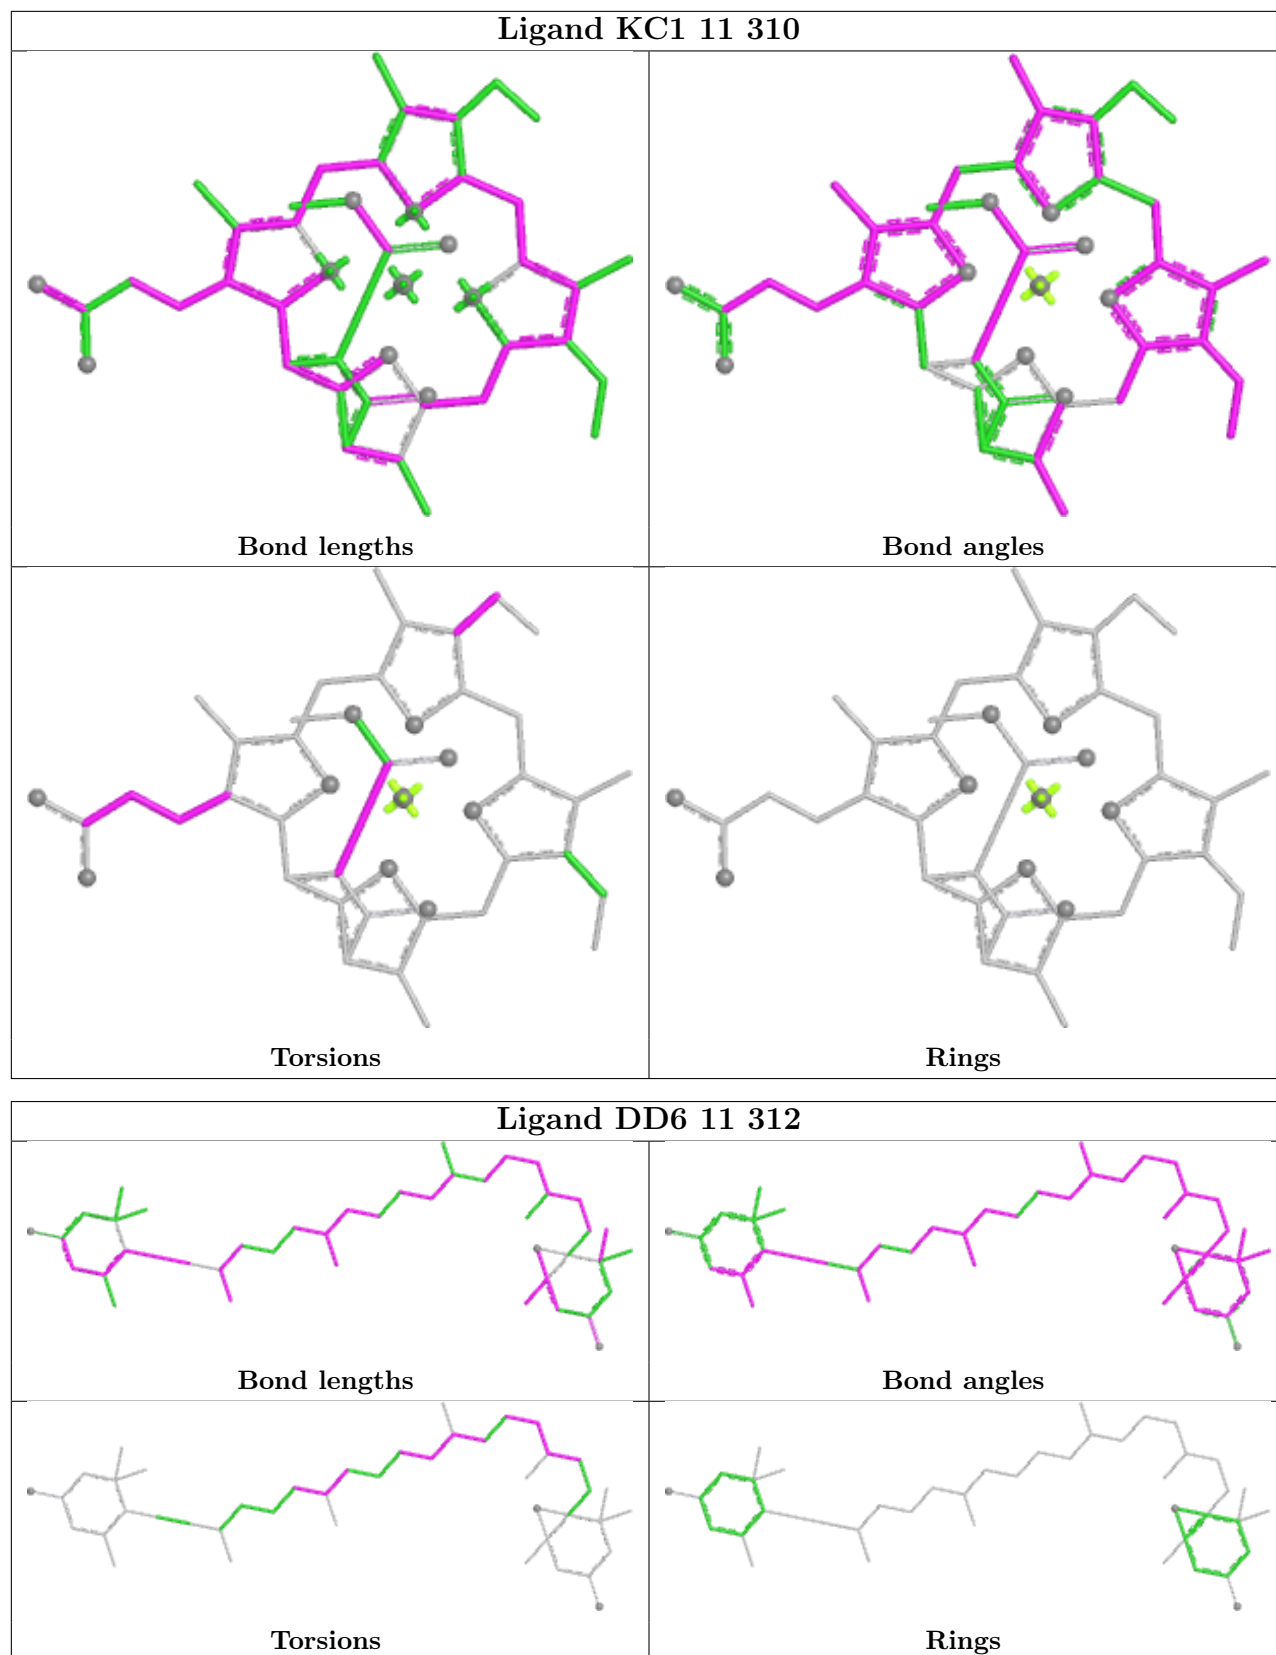 Ligand KC1 11 310
Bond lengths
Bond angles
Torsions
Rings
Ligand DD6 11 312
Bond lengths
Bond angles
Torsions
Rings